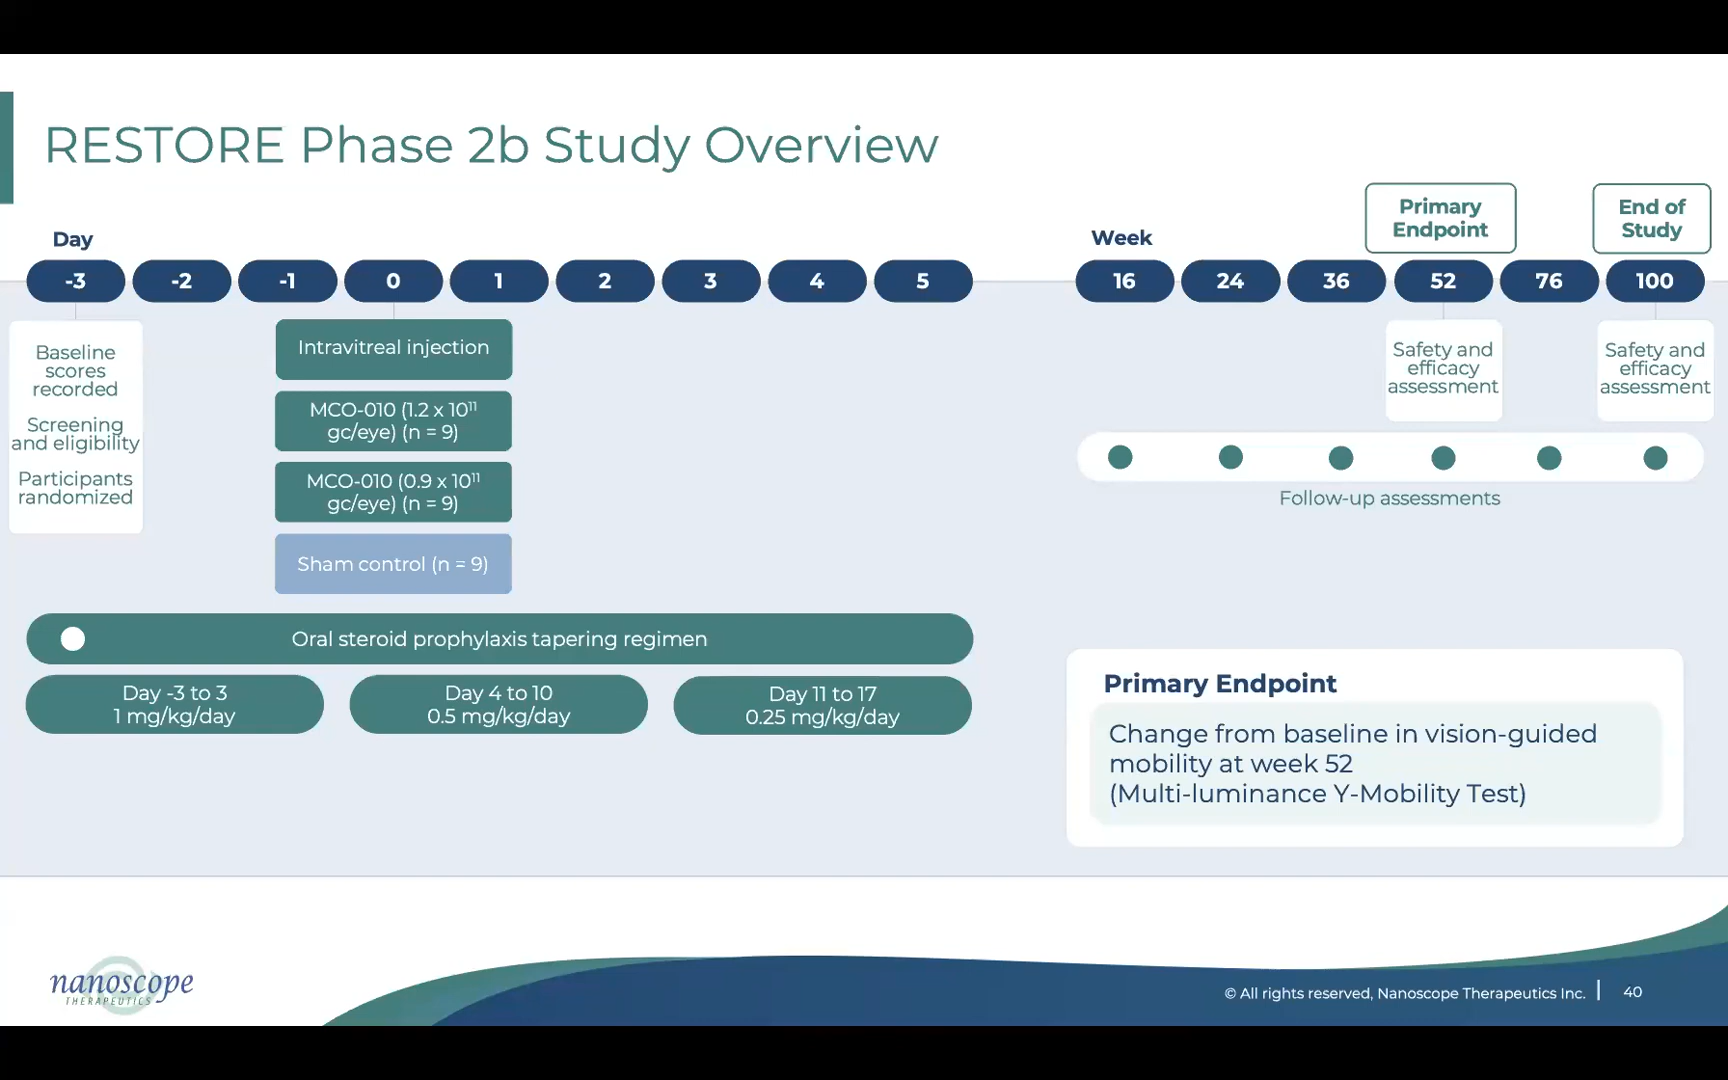 RESTORE Phase 2b Study Overview
Day
Week
Primary
Endpoint
End of
Study
-3 -2 -1 0 1 2 3 4 5
16 24 36 52 76 100
Baseline
scores
recorded
Screening
and eligibility
Participants
randomized
Intravitreal injection
MCO-010 (1.2 x 10¹¹
gc/eye) (n = 9)
MCO-010 (0.9 x 10¹¹
gc/eye) (n = 9)
Sham control (n = 9)
Safety and
efficacy
assessment
Safety and
efficacy
assessment
Follow-up assessments
Oral steroid prophylaxis tapering regimen
Day -3 to 3
1 mg/kg/day
Day 4 to 10
0.5 mg/kg/day
Day 11 to 17
0.25 mg/kg/day
Primary Endpoint
Change from baseline in vision-guided
mobility at week 52
(Multi-luminance Y-Mobility Test)
nanoscope
THERAPEUTICS
© All rights reserved, Nanoscope Therapeutics Inc. | 40